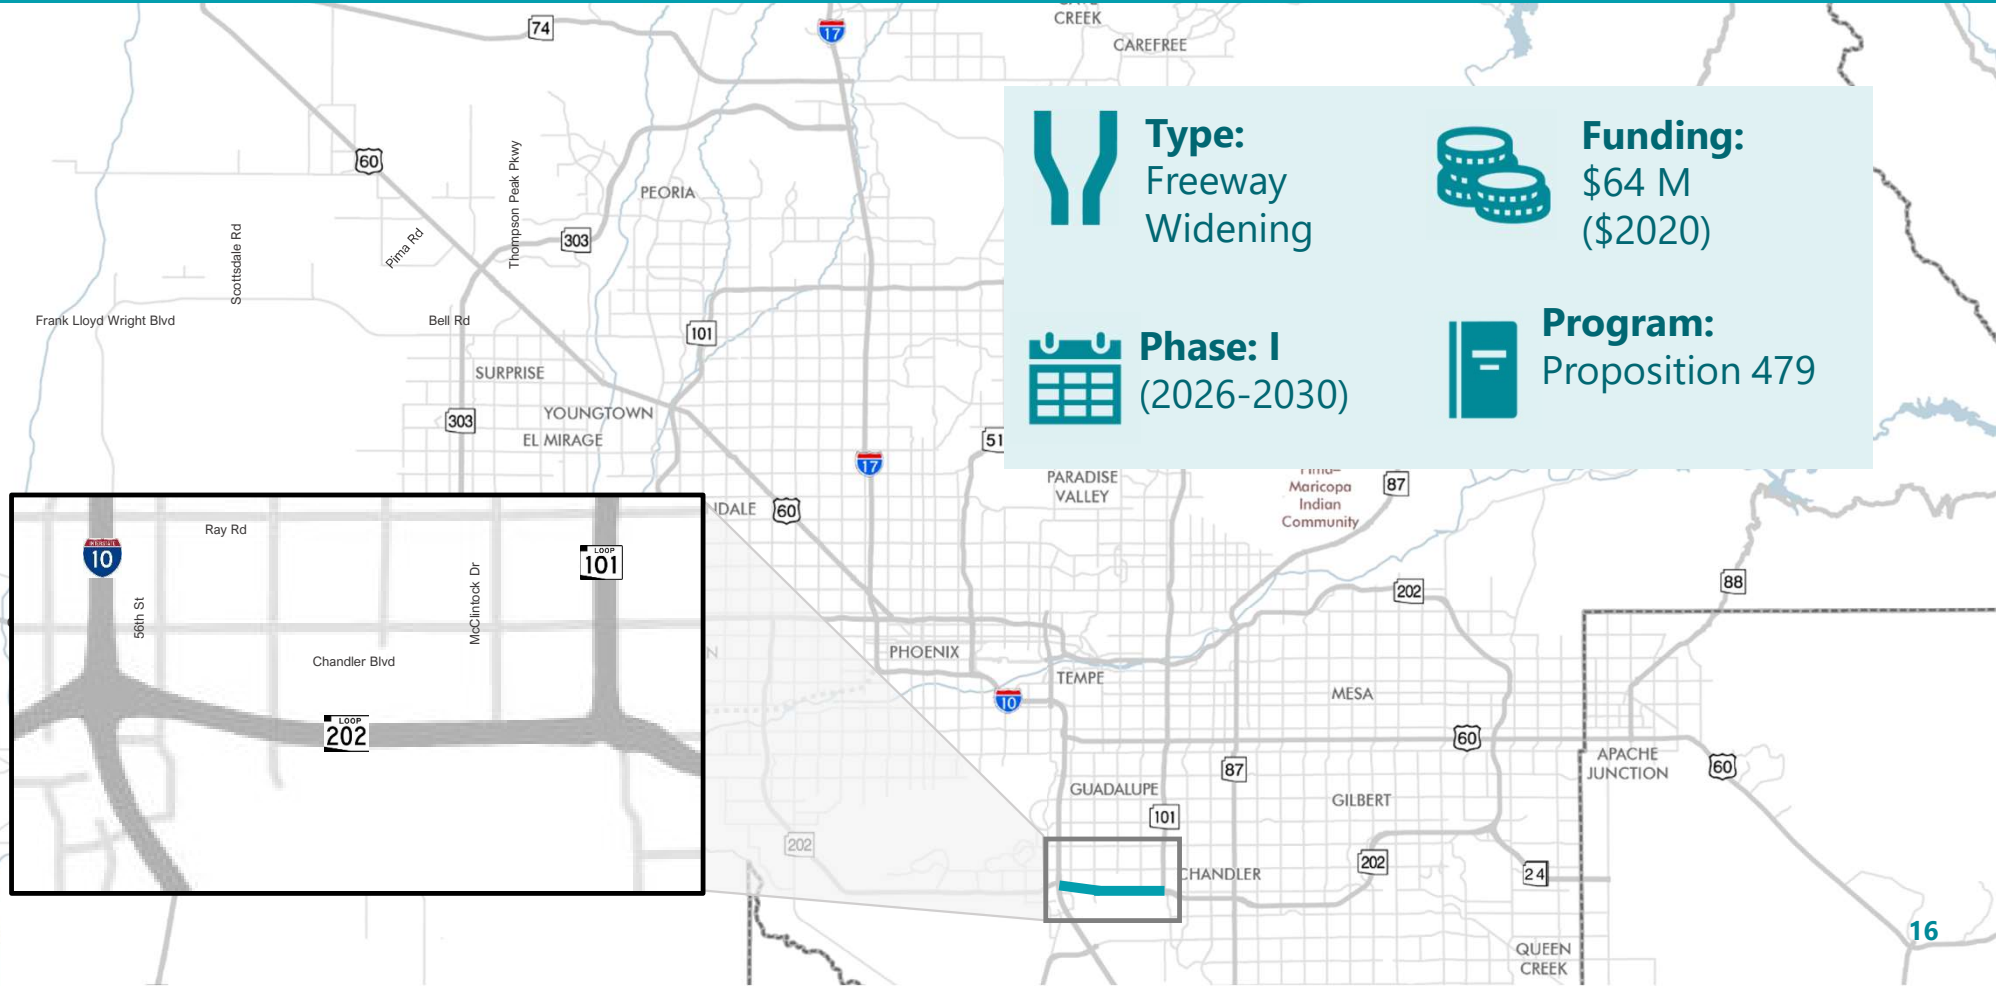 CREEK
CAREFREE
74
17
60
Thompson Peak Pkwy
PEORIA
Pima Rd
303
Scottsdale Rd
Frank Lloyd Wright Blvd
Bell Rd
101
SURPRISE
YOUNGTOWN
303
EL MIRAGE
17
51
Type:
Freeway
Widening
Funding:
$64 M
($2020)
Phase: I
(2026-2030)
Program:
Proposition 479
PARADISE
VALLEY
Maricopa
Indian
Community
87
60
88
202
PHOENIX
TEMPE
10
MESA
60
APACHE
JUNCTION
60
87
GUADALUPE
GILBERT
101
202
CHANDLER
202
24
QUEEN
CREEK
Ray Rd
INTERSTATE
10
LOOP
101
56th St
McClintock Dr
Chandler Blvd
LOOP
202
16